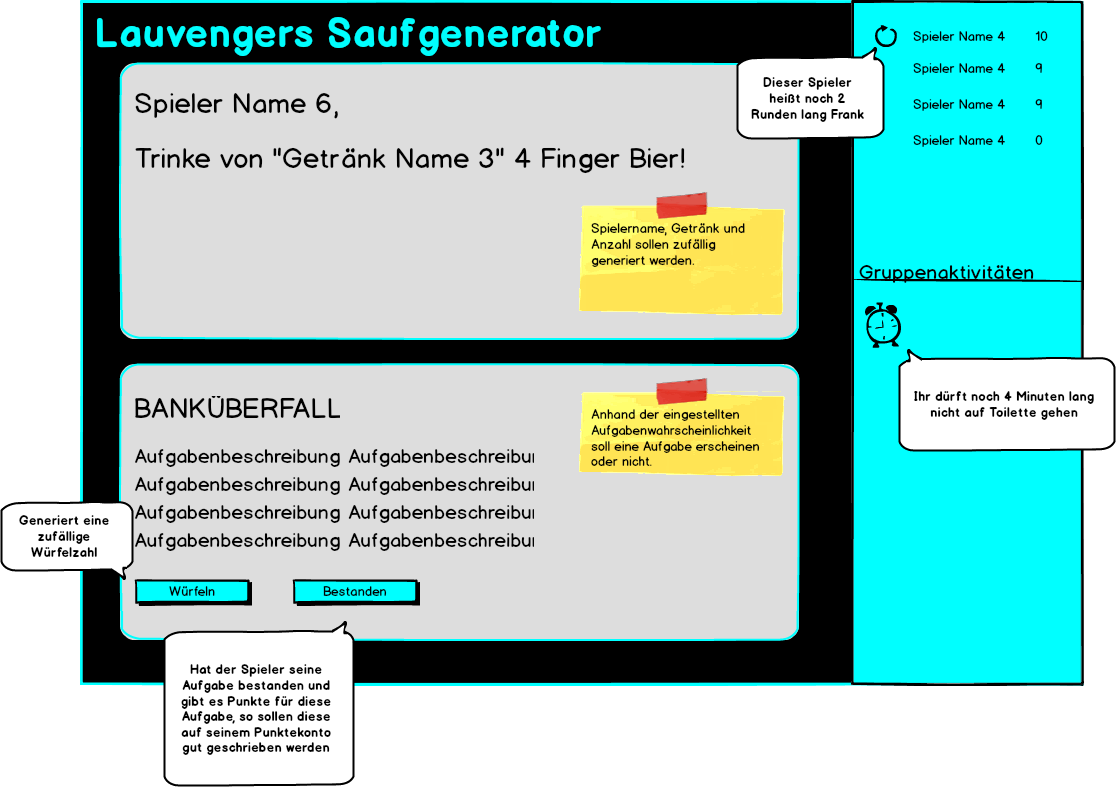 Lauvengers Saufgenerator
Spieler Name 6,
Trinke von "Getränk Name 3" 4 Finger Bier!
Spielername, Getränk und
Anzahl sollen zufällig
generiert werden.
Spieler Name 4 10
Spieler Name 4 9
Spieler Name 4 9
Spieler Name 4 0
Dieser Spieler
heißt noch 2
Runden lang Frank
Gruppenaktivitäten
Ihr dürft noch 4 Minuten lang
nicht auf Toilette gehen
BANKÜBERFALL
Aufgabenbeschreibung Aufgabenbeschreibu
Aufgabenbeschreibung Aufgabenbeschreibu
Aufgabenbeschreibung Aufgabenbeschreibu
Aufgabenbeschreibung Aufgabenbeschreibu
Anhand der eingestellten
Aufgabenwahrscheinlichkeit
soll eine Aufgabe erscheinen
oder nicht.
Generiert eine
zufällige
Würfelzahl
Würfeln
Bestanden
Hat der Spieler seine
Aufgabe bestanden und
gibt es Punkte für diese
Aufgabe, so sollen diese
auf seinem Punktekonto
gut geschrieben werden